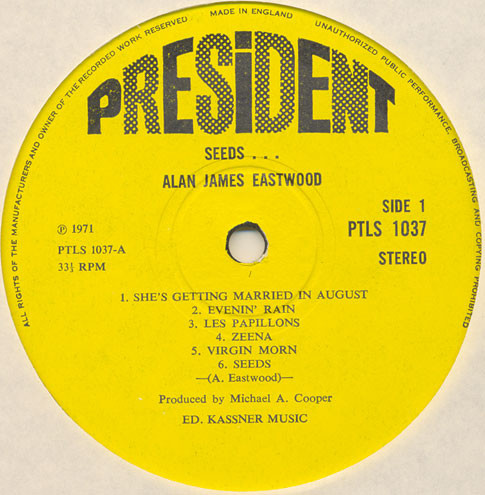 ALL RIGHTS OF THE MANUFACTURERS AND OWNER OF THE RECORDED WORK RESERVED
MADE IN ENGLAND
UNAUTHORIZED PUBLIC PERFORMANCE, BROADCASTING AND COPYING PROHIBITED
PRESiDENT
SEEDS . . .
ALAN JAMES EASTWOOD
SIDE 1
℗ 1971
PTLS 1037
PTLS 1037-A
STEREO
33⅓ RPM
1. SHE'S GETTING MARRIED IN AUGUST
2. EVENIN' RAIN
3. LES PAPILLONS
4. ZEENA
5. VIRGIN MORN
6. SEEDS
—(A. Eastwood)—
Produced by Michael A. Cooper
ED. KASSNER MUSIC